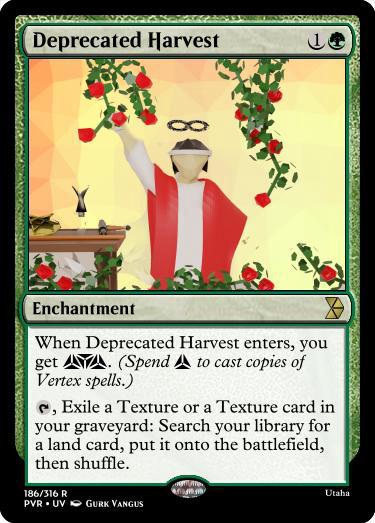 Deprecated Harvest 1
Enchantment
When Deprecated Harvest enters, you
get . (Spend to cast copies of
Vertex spells.)
, Exile a Texture or a Texture card in
your graveyard: Search your library for
a land card, put it onto the battlefield,
then shuffle.
186/316 R Utaha
PVR • UV Gurk Vangus